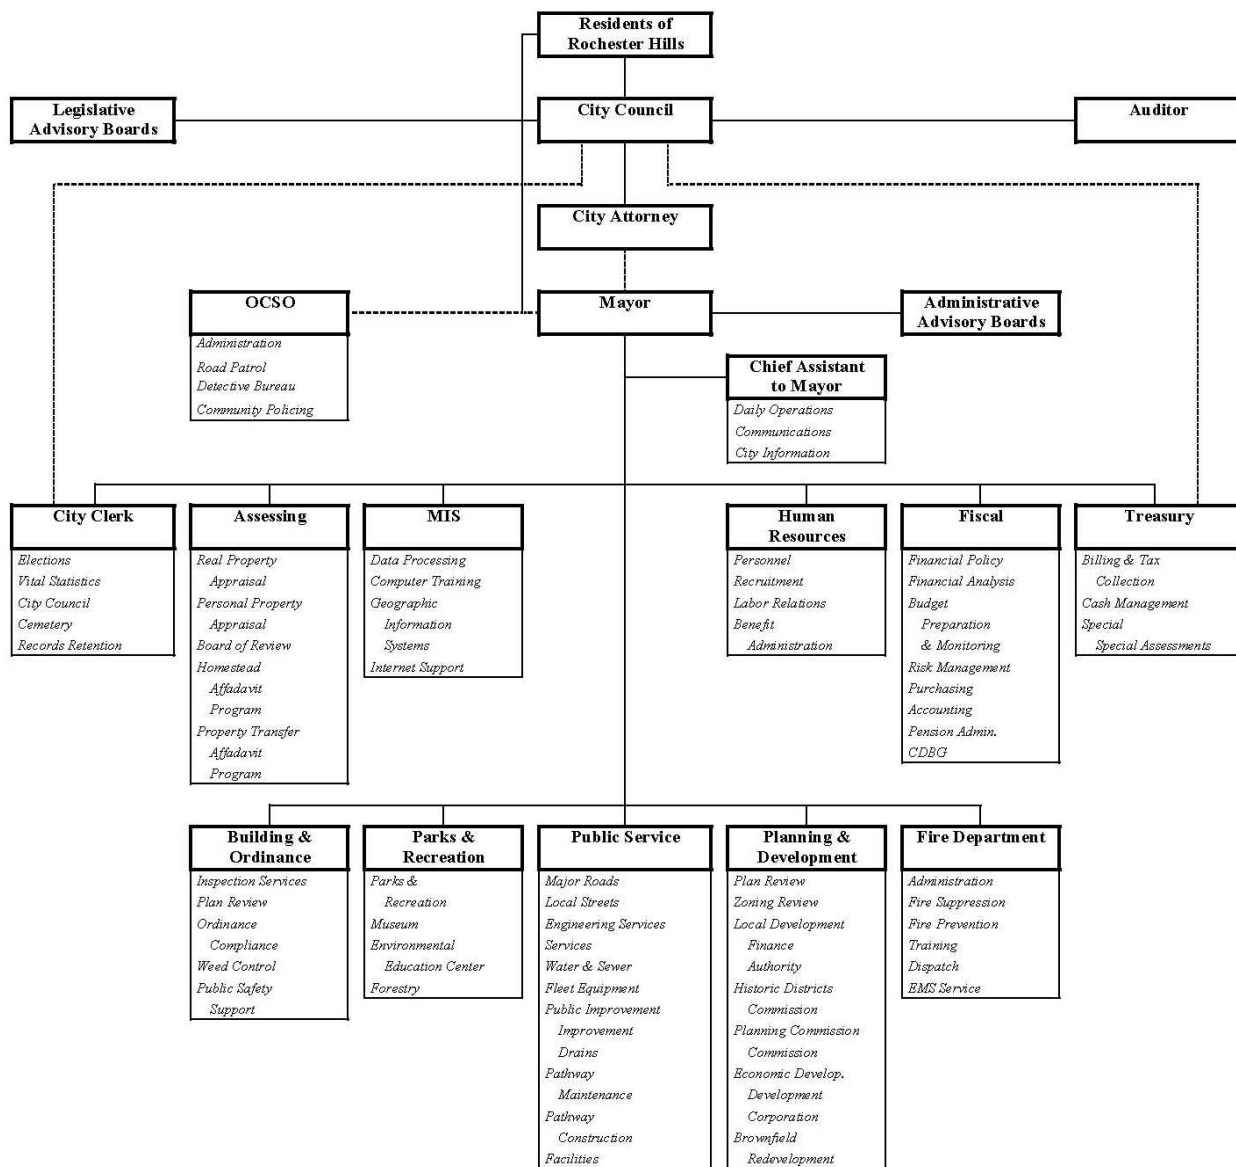 Residents of
Rochester Hills
Legislative
Advisory Boards
City Council
Auditor
City Attorney
OCSO
Administration
Road Patrol
Detective Bureau
Community Policing
Mayor
Administrative
Advisory Boards
Chief Assistant
to Mayor
Daily Operations
Communications
City Information
City Clerk
Elections
Vital Statistics
City Council
Cemetery
Records Retention
Assessing
Real Property
Appraisal
Personal Property
Appraisal
Board of Review
Homestead
Affadavit
Program
Property Transfer
Affadavit
Program
MIS
Data Processing
Computer Training
Geographic
Information
Systems
Internet Support
Human
Resources
Personnel
Recruitment
Labor Relations
Benefit
Administration
Fiscal
Financial Policy
Financial Analysis
Budget
Preparation
& Monitoring
Risk Management
Purchasing
Accounting
Pension Admin.
CDBG
Treasury
Billing & Tax
Collection
Cash Management
Special
Special Assessments
Building &
Ordinance
Inspection Services
Plan Review
Ordinance
Compliance
Weed Control
Public Safety
Support
Parks &
Recreation
Parks &
Recreation
Museum
Environmental
Education Center
Forestry
Public Service
Major Roads
Local Streets
Engineering Services
Services
Water & Sewer
Fleet Equipment
Public Improvement
Improvement
Drains
Pathway
Maintenance
Pathway
Construction
Facilities
Planning &
Development
Plan Review
Zoning Review
Local Development
Finance
Authority
Historic Districts
Commission
Planning Commission
Commission
Economic Develop.
Development
Corporation
Brownfield
Redevelopment
Fire Department
Administration
Fire Suppression
Fire Prevention
Training
Dispatch
EMS Service